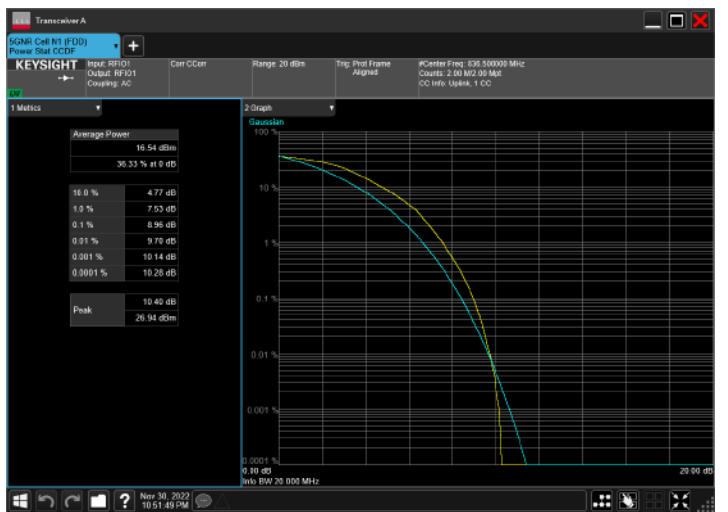 Transceiver A
5GNR Cell N1 (FDD)
Power Stat CCDF
KEYSIGHT
Input: RFIO1
Output: RFIO1
Coupling: AC
Corr CCorr
Range: 20 dBm
Trig: Prot Frame
Aligned
#Center Freq: 836.500000 MHz
Counts: 2.00 M/2.00 Mpt
CC Info: Uplink, 1 CC
1 Metrics
Average Power
16.54 dBm
36.33 % at 0 dB
10.0 % 4.77 dB
1.0 % 7.53 dB
0.1 % 8.96 dB
0.01 % 9.70 dB
0.001 % 10.14 dB
0.0001 % 10.28 dB
Peak
10.40 dB
26.94 dBm
2 Graph
Gaussian
100 %
10 %
1 %
0.1 %
0.01 %
0.001 %
0.0001 %
0.00 dB
20.00 dB
Info BW 20.000 MHz
?
Nov 30, 2022
10:51:49 PM